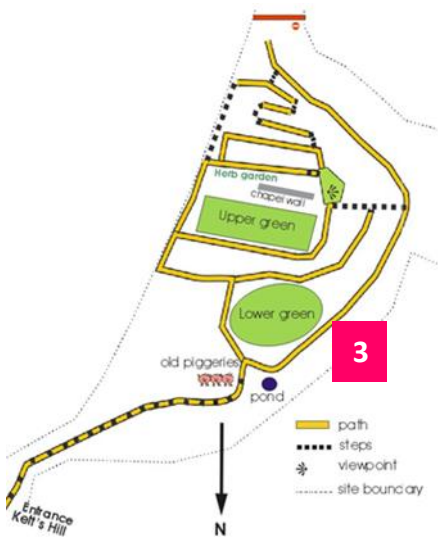 Herb garden
chapel wall
Upper green
Lower green
3
old piggeries
pond
path
steps
viewpoint
site boundary
N
Entrance
Kett's Hill